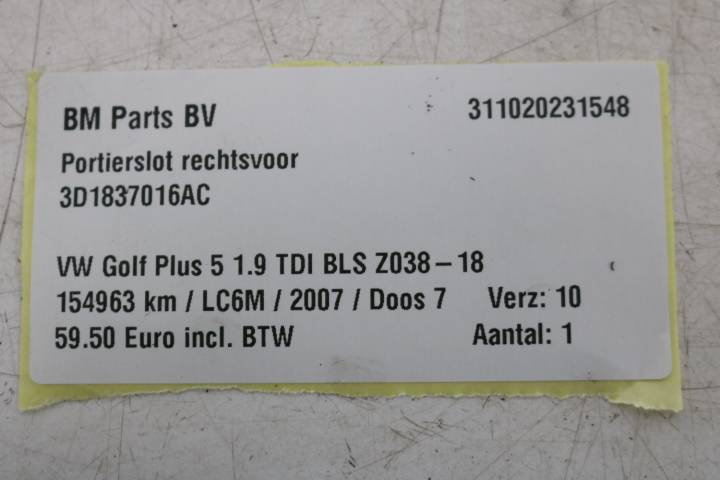 BM Parts BV 311020231548
Portierslot rechtsvoor
3D1837016AC
VW Golf Plus 5 1.9 TDI BLS Z038-18
154963 km / LC6M / 2007 / Doos 7 Verz: 10
59.50 Euro incl. BTW Aantal: 1